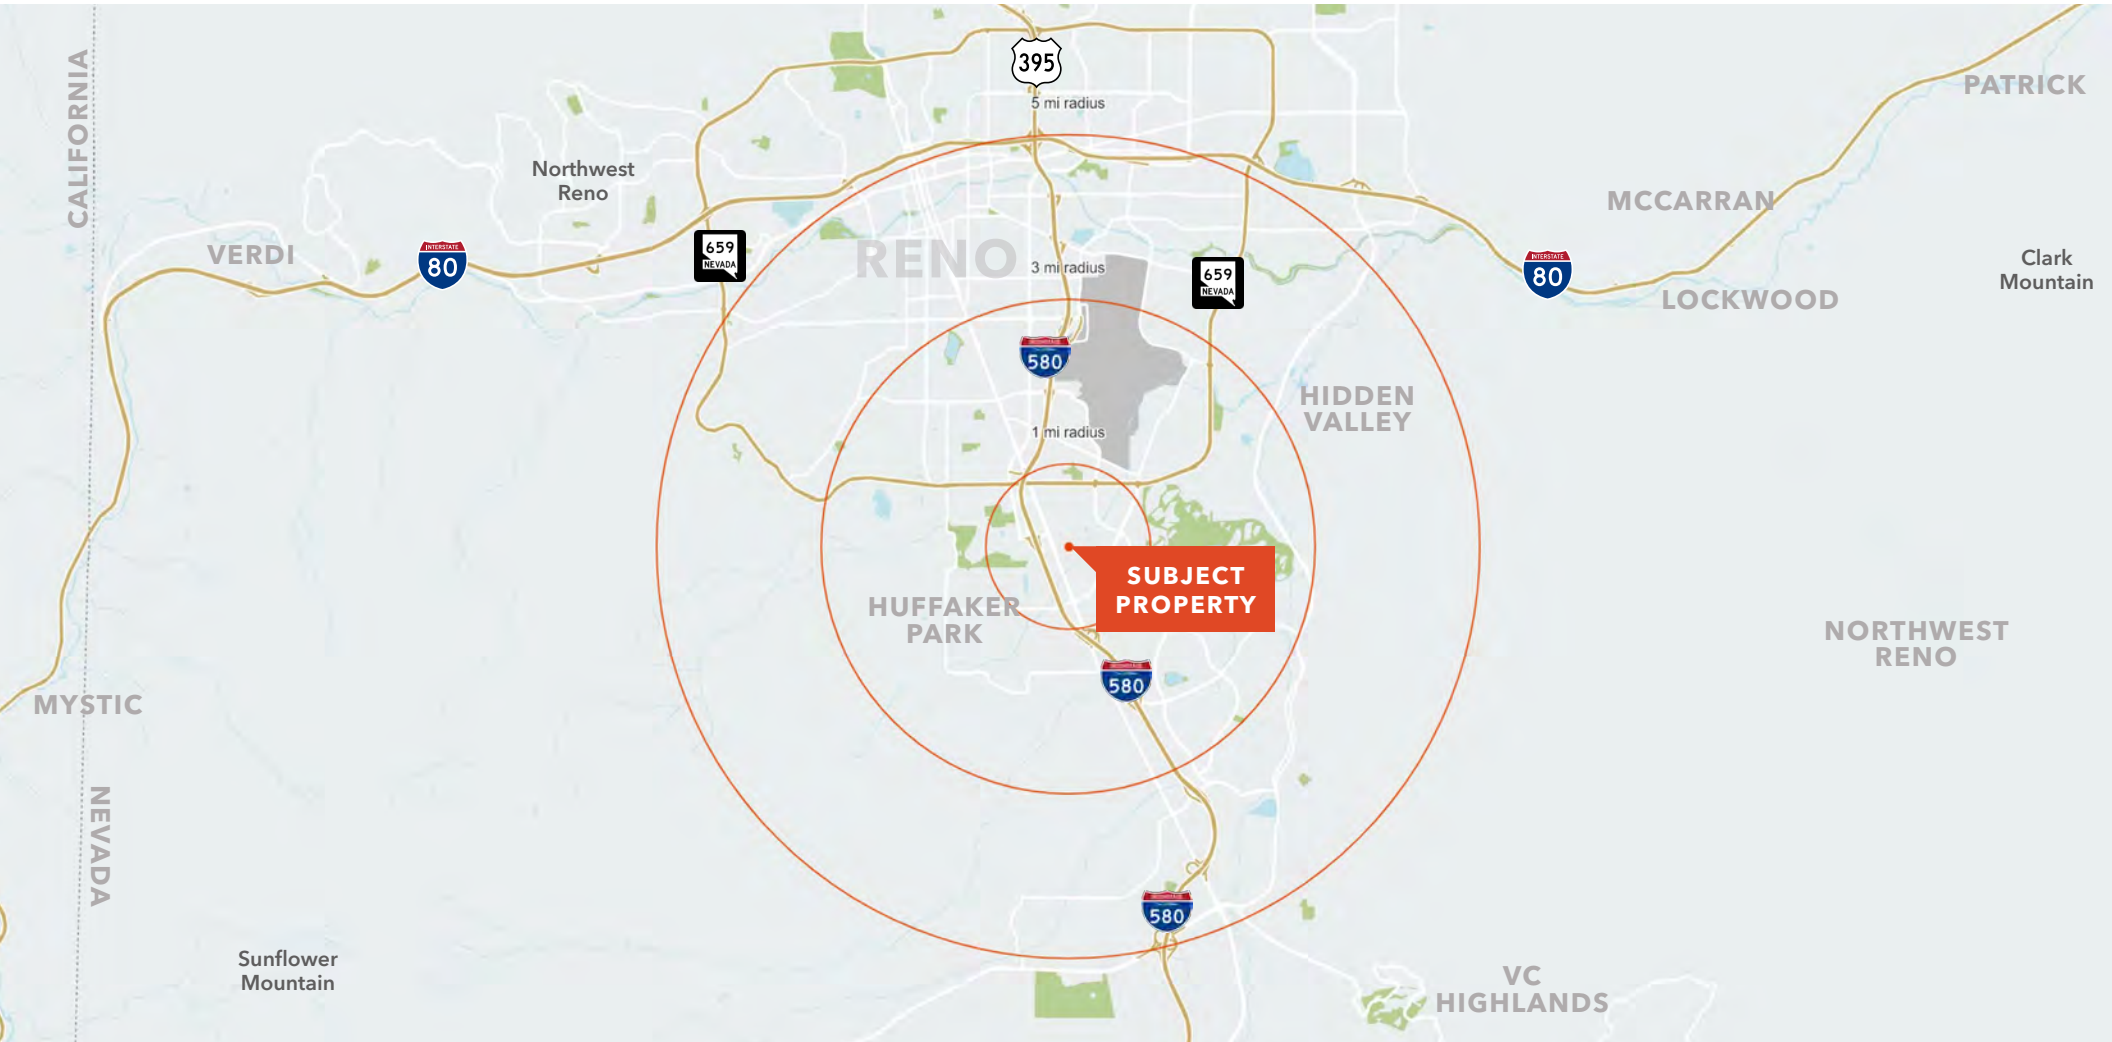 395
5 mi radius
PATRICK
CALIFORNIA
Northwest
Reno
MCCARRAN
VERDI
INTERSTATE
80
659
NEVADA
RENO
3 mi radius
659
NEVADA
INTERSTATE
80
Clark
Mountain
LOCKWOOD
580
HIDDEN
VALLEY
1 mi radius
SUBJECT
PROPERTY
HUFFAKER
PARK
NORTHWEST
RENO
580
MYSTIC
NEVADA
580
Sunflower
Mountain
VC
HIGHLANDS